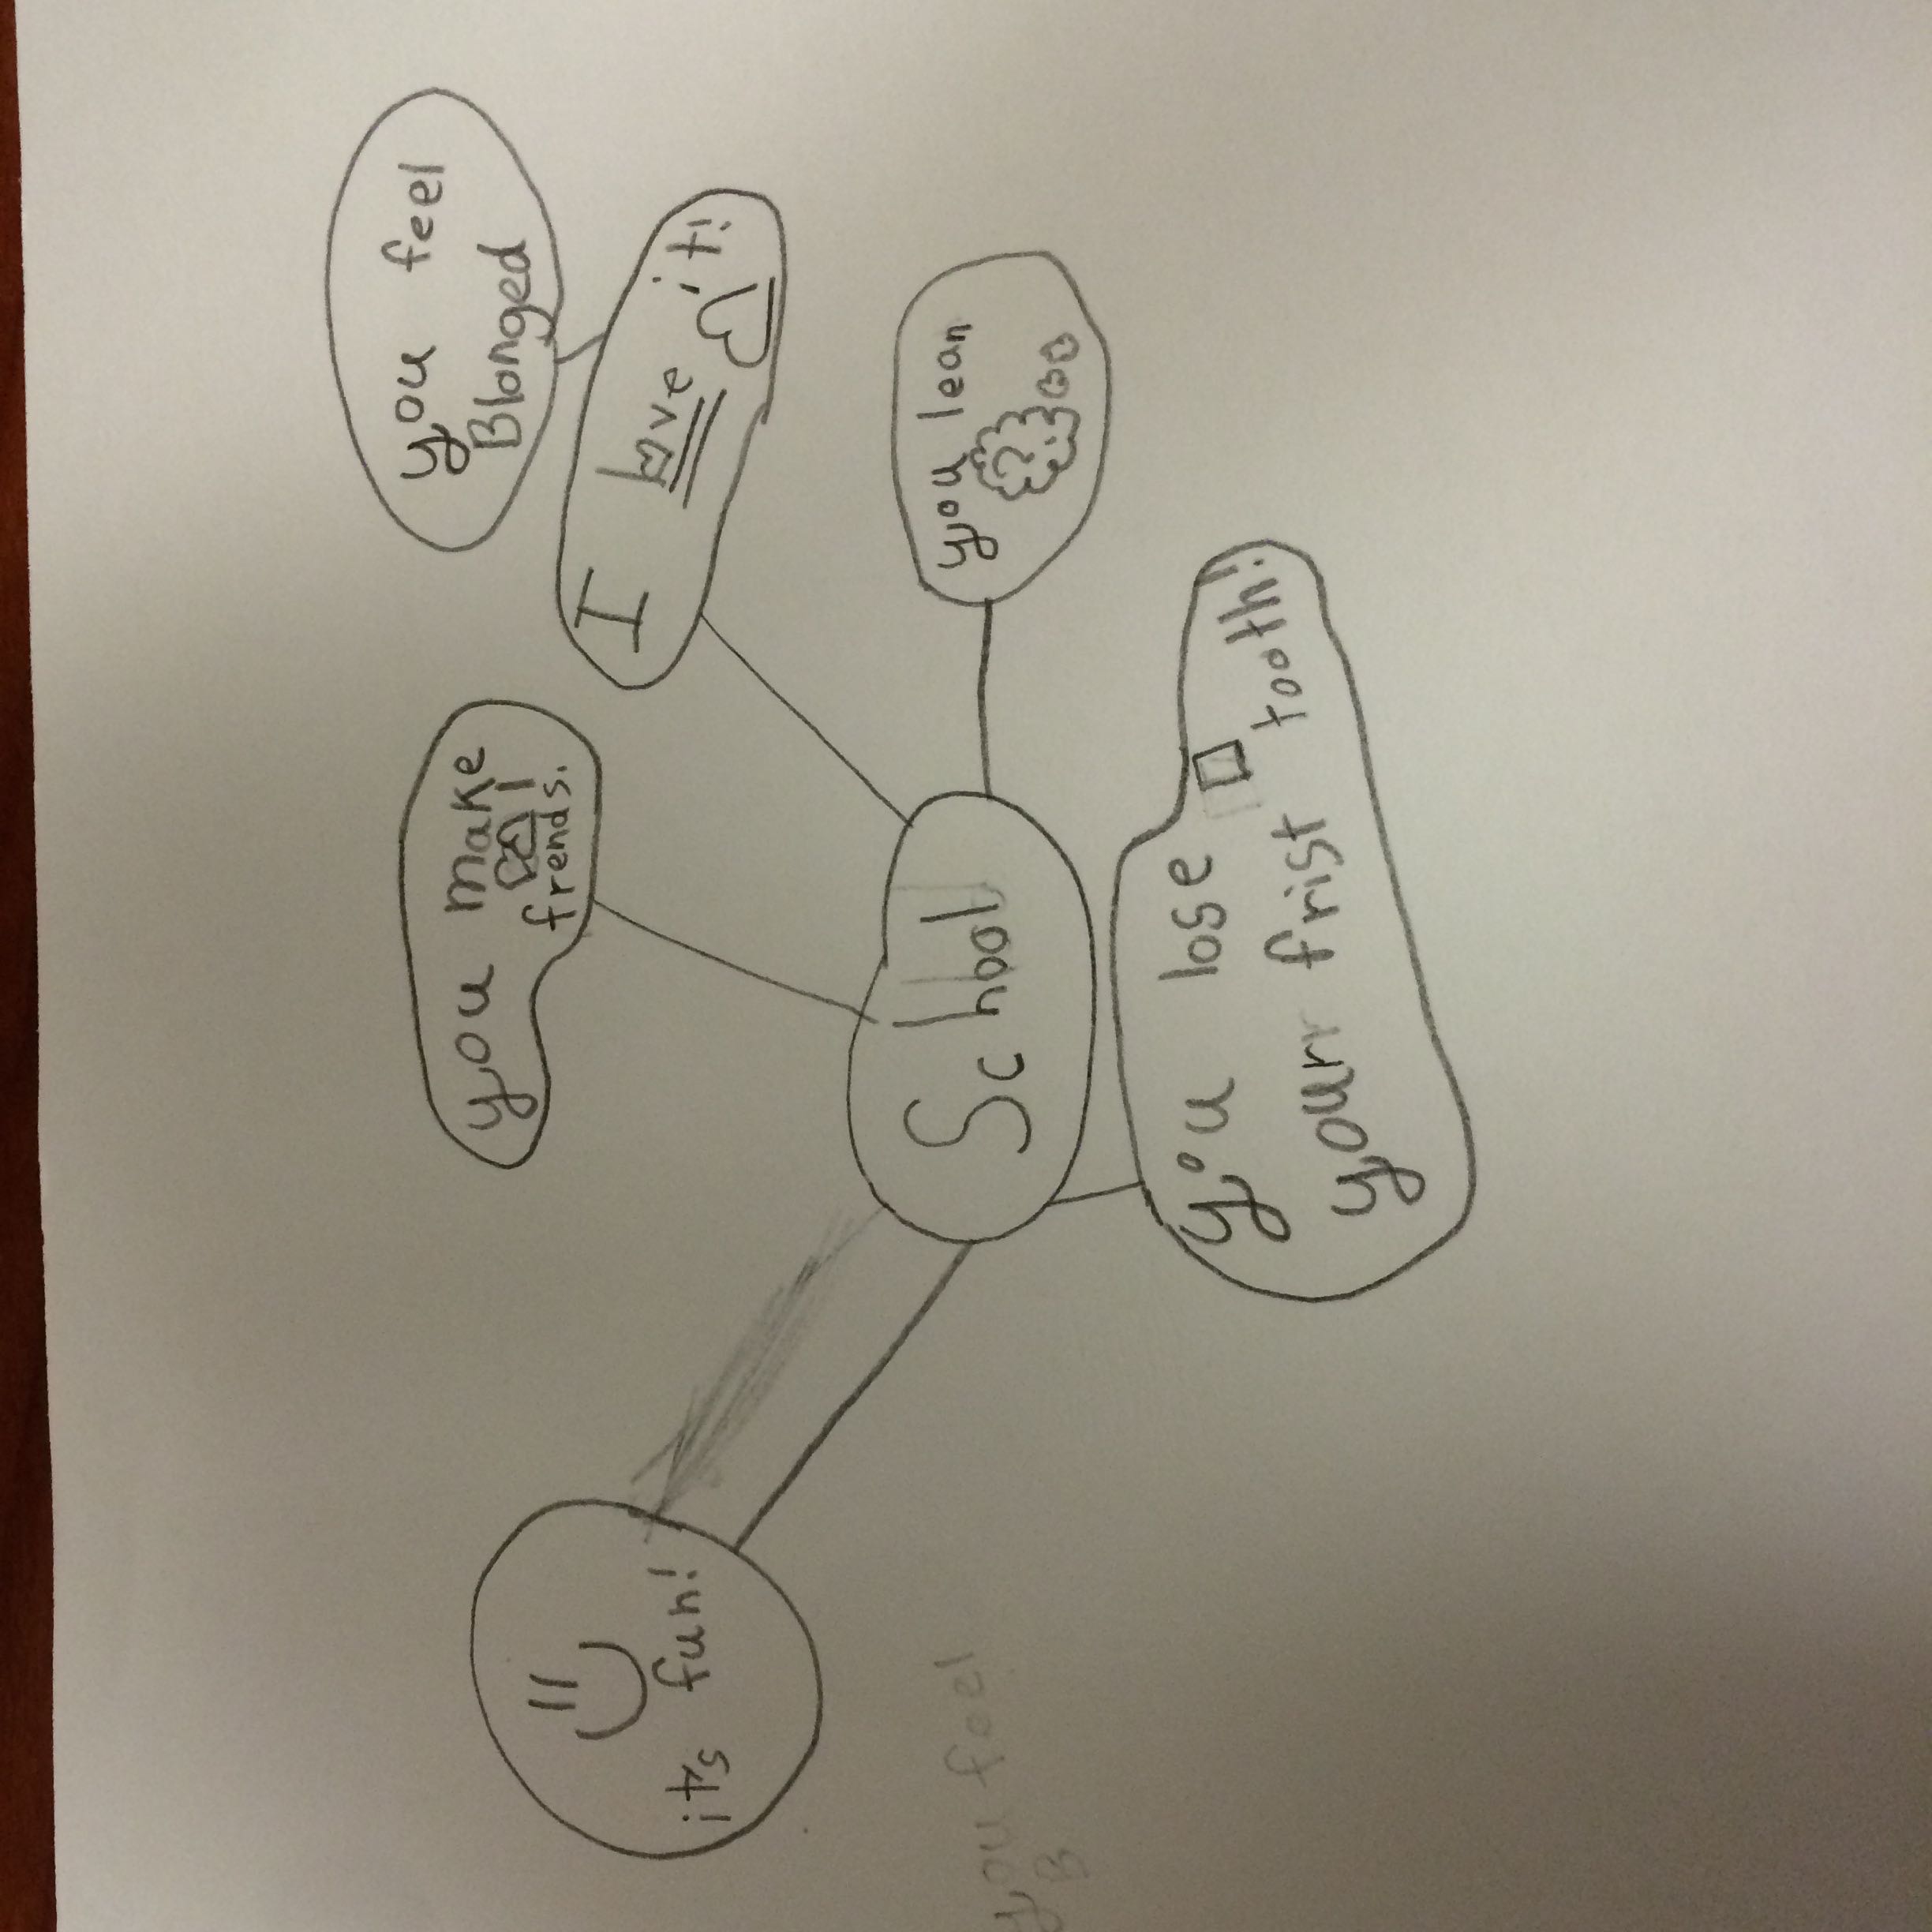 it's fun!
you make
frends.
I love it!
you feel
Blonged
School
you lean
you lose
your frist tooth!
you feel
B